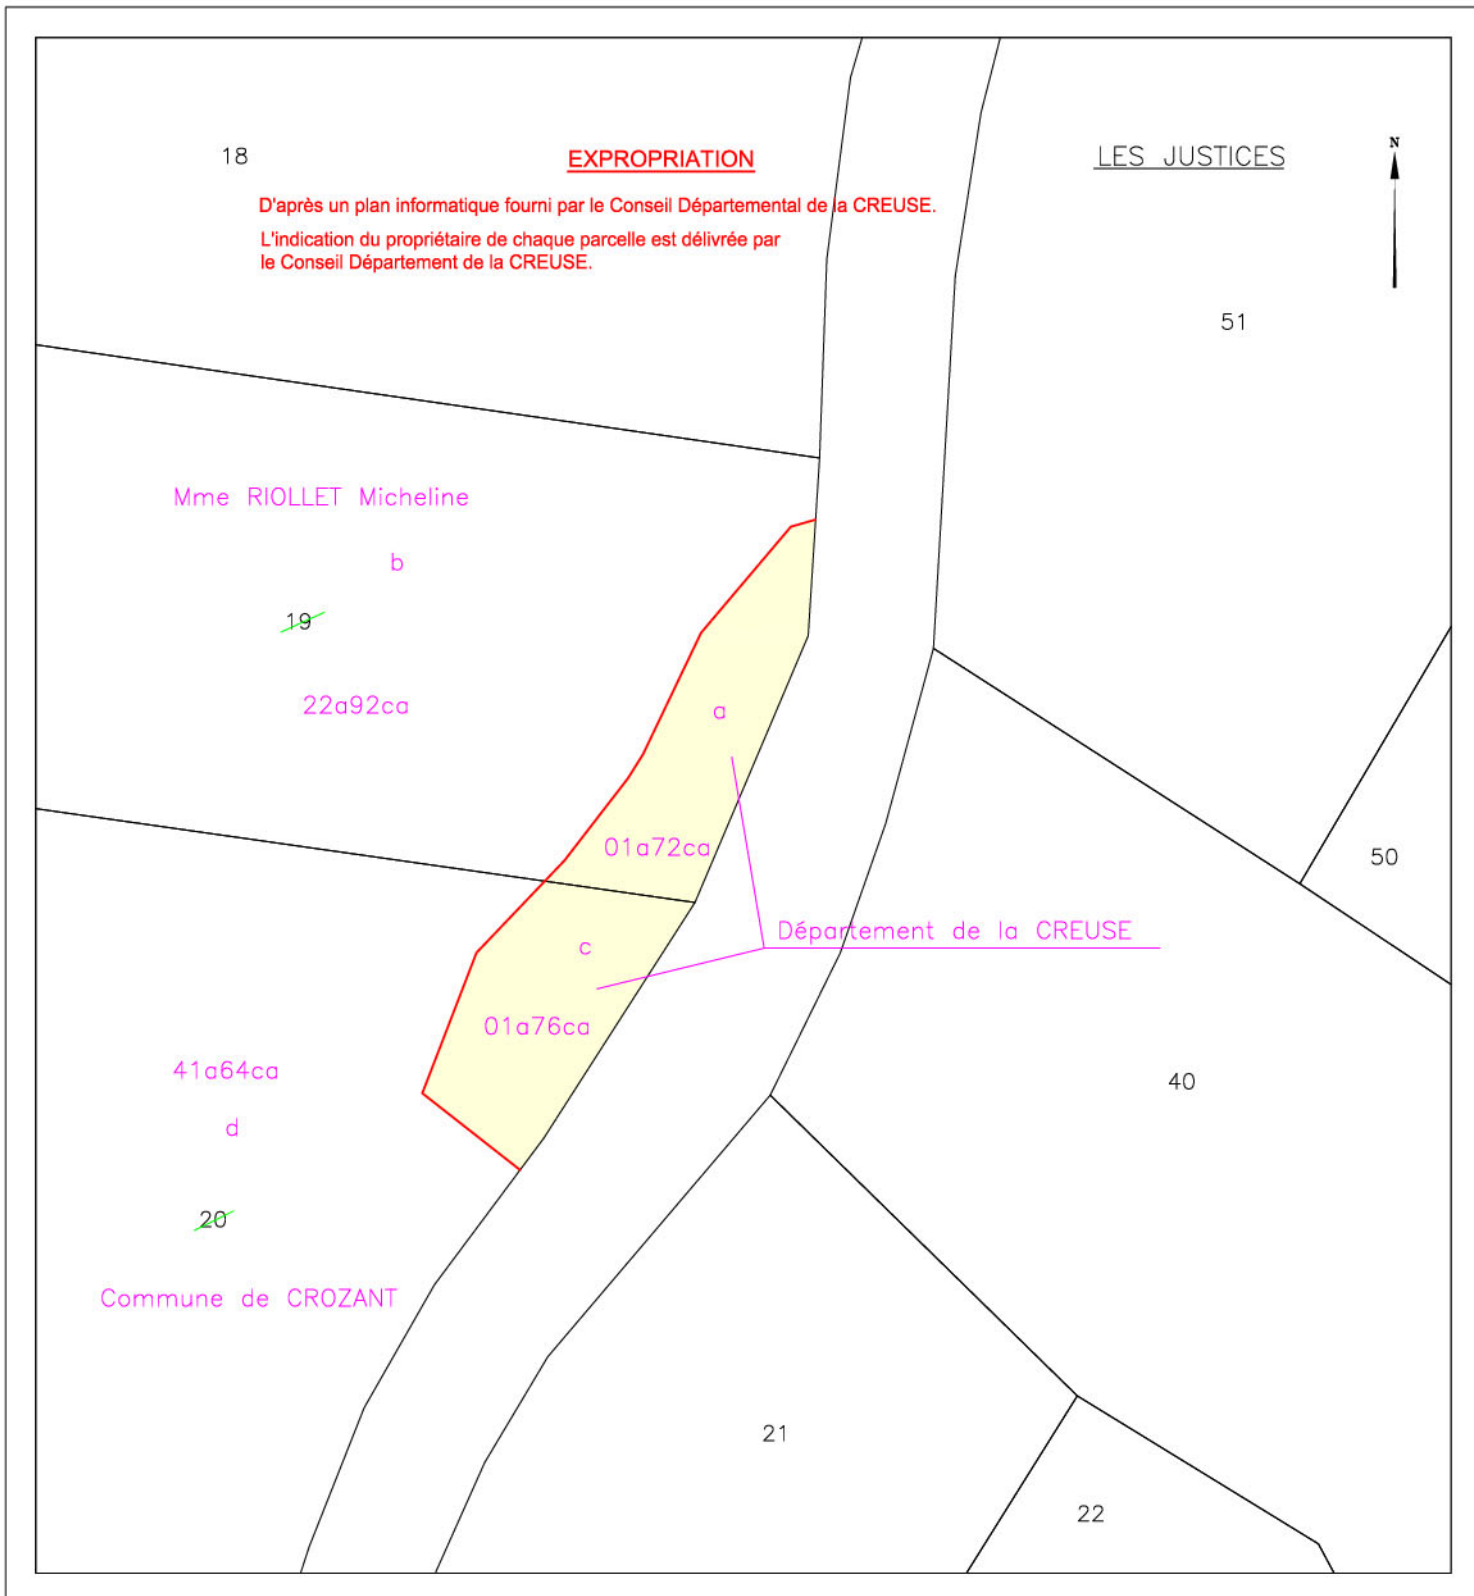 18
EXPROPRIATION
LES JUSTICES
N
D'après un plan informatique fourni par le Conseil Départemental de la CREUSE.
L'indication du propriétaire de chaque parcelle est délivrée par
le Conseil Département de la CREUSE.
51
Mme RIOLLET Micheline
b
19
22a92ca
a
01a72ca
50
Département de la CREUSE
c
01a76ca
41a64ca
40
d
20
Commune de CROZANT
21
22